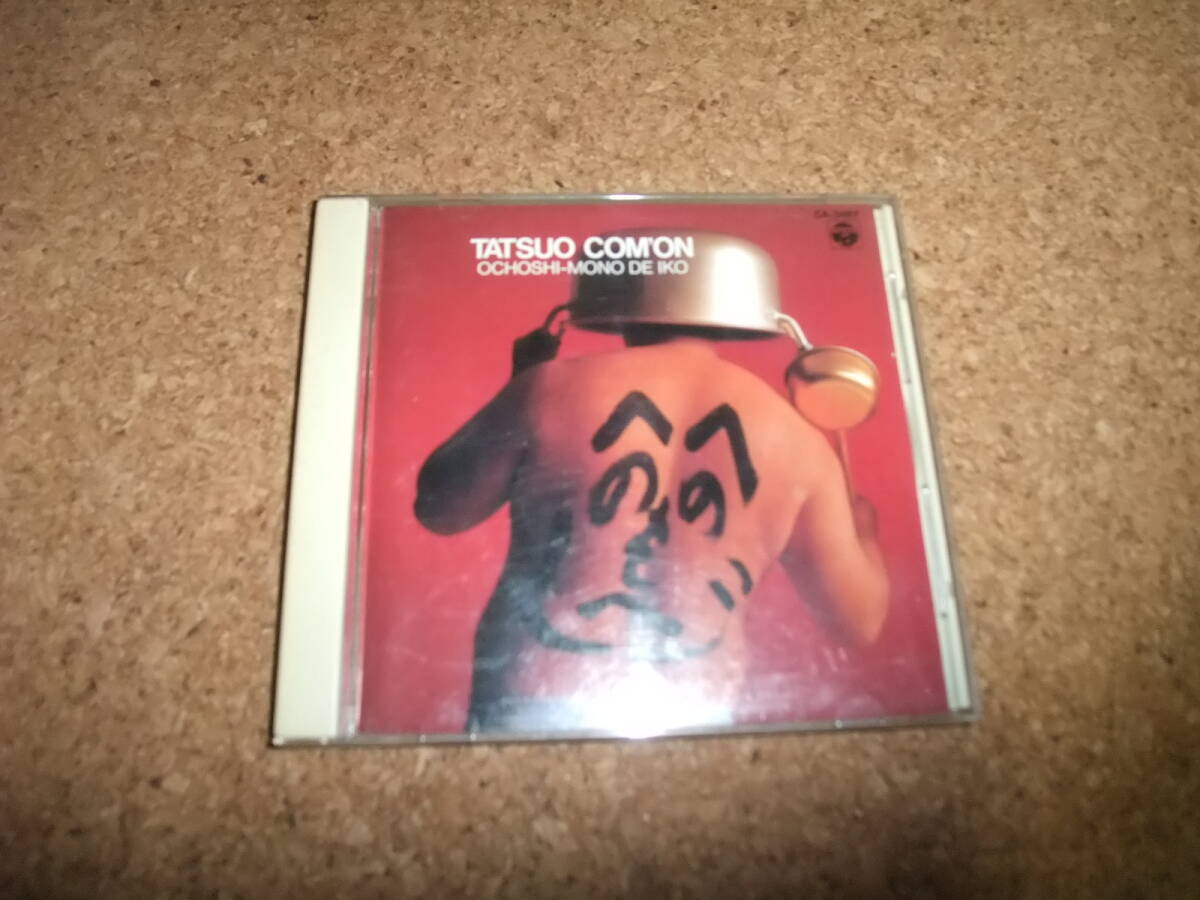 TATSUO COM'ON
OCHOSHI-MONO DE IKO
へ へ
の の
も
へ
じ